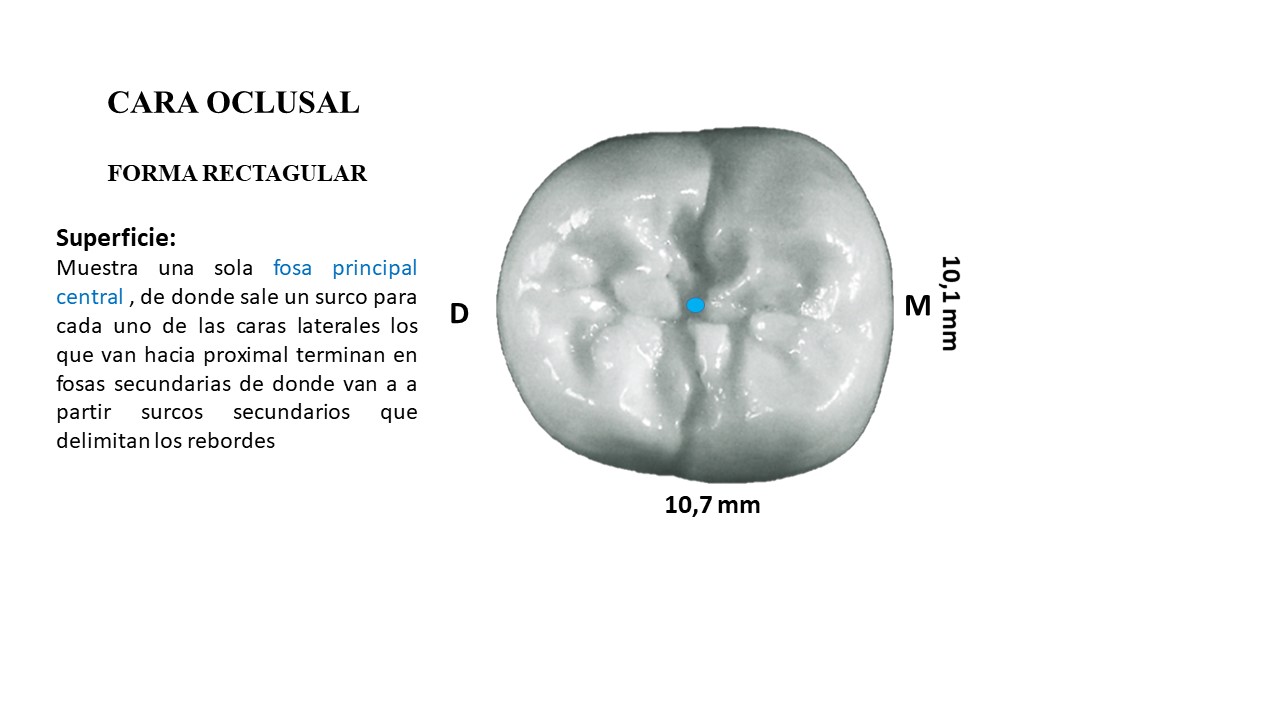 CARA OCLUSAL
FORMA RECTAGULAR
Superficie:
Muestra una sola fosa principal
central , de donde sale un surco para
cada uno de las caras laterales los
que van hacia proximal terminan en
fosas secundarias de donde van a a
partir surcos secundarios que
delimitan los rebordes
D
M
10,1 mm
10,7 mm